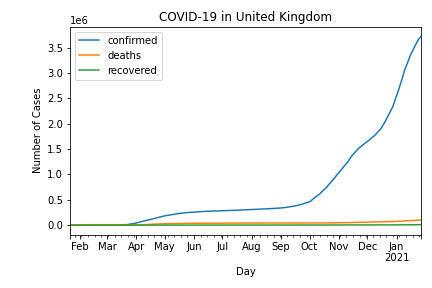 COVID-19 in United Kingdom
1e6
confirmed
deaths
recovered
3.5
3.0
2.5
2.0
1.5
1.0
0.5
0.0
Number of Cases
Feb Mar Apr May Jun Jul Aug Sep Oct Nov Dec Jan
2021
Day